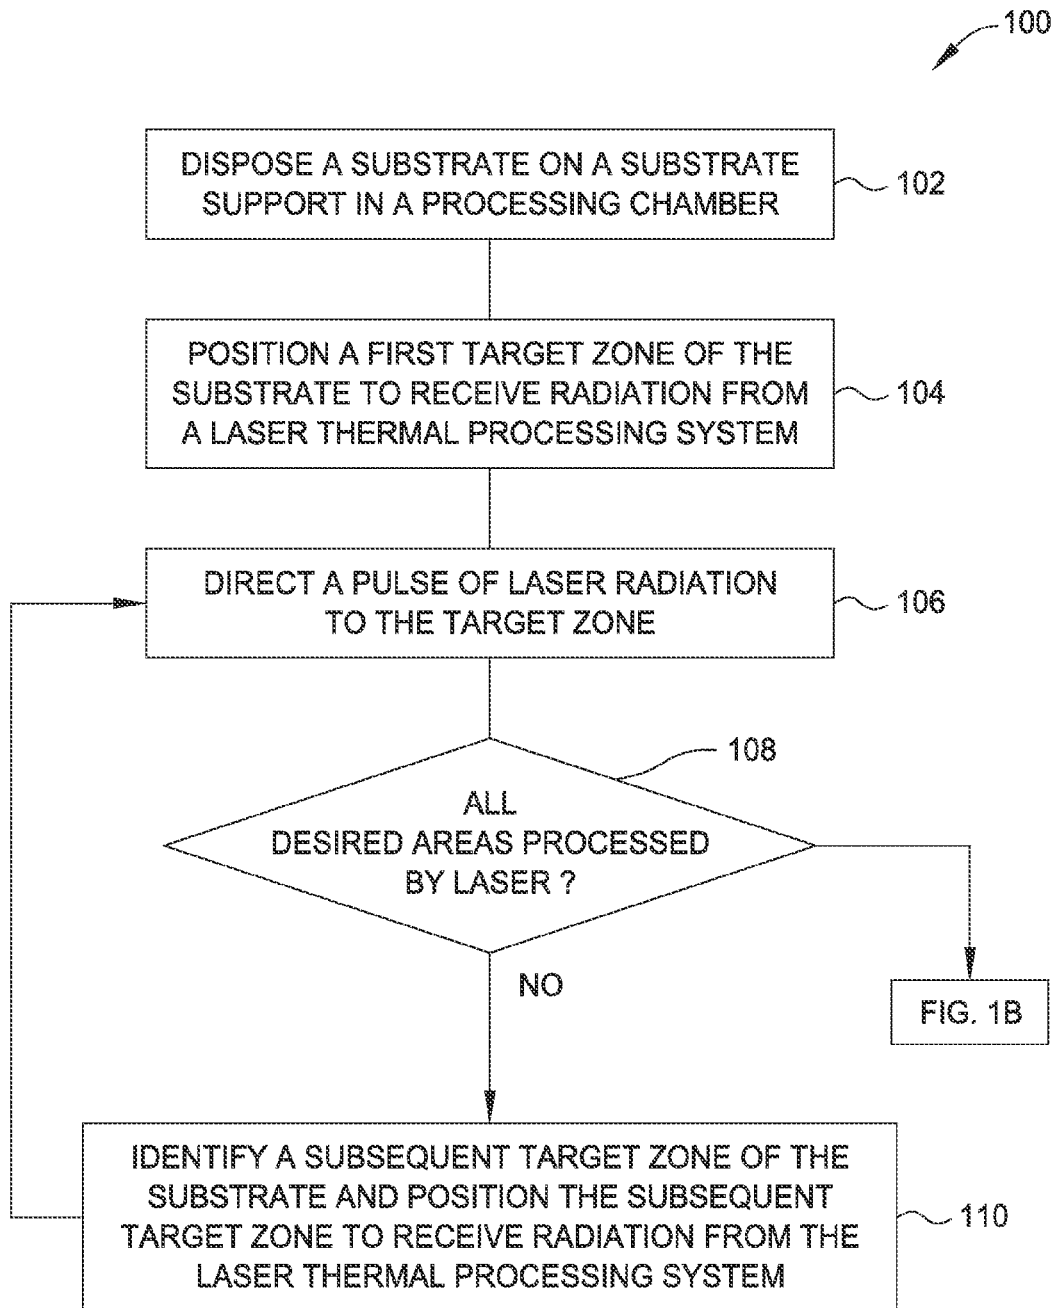 100
DISPOSE A SUBSTRATE ON A SUBSTRATE
SUPPORT IN A PROCESSING CHAMBER
102
POSITION A FIRST TARGET ZONE OF THE
SUBSTRATE TO RECEIVE RADIATION FROM
A LASER THERMAL PROCESSING SYSTEM
104
DIRECT A PULSE OF LASER RADIATION
TO THE TARGET ZONE
106
108
ALL
DESIRED AREAS PROCESSED
BY LASER ?
NO
FIG. 1B
IDENTIFY A SUBSEQUENT TARGET ZONE OF THE
SUBSTRATE AND POSITION THE SUBSEQUENT
TARGET ZONE TO RECEIVE RADIATION FROM THE
LASER THERMAL PROCESSING SYSTEM
110